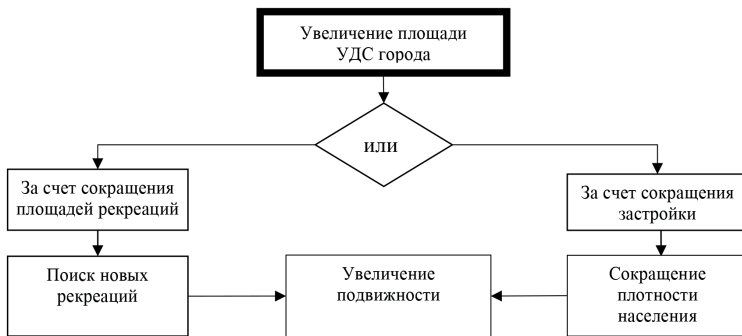 Увеличение площади
УДС города
или
За счет сокращения
площадей рекреаций
За счет сокращения
застройки
Поиск новых
рекреаций
Увеличение
подвижности
Сокращение
плотности
населения